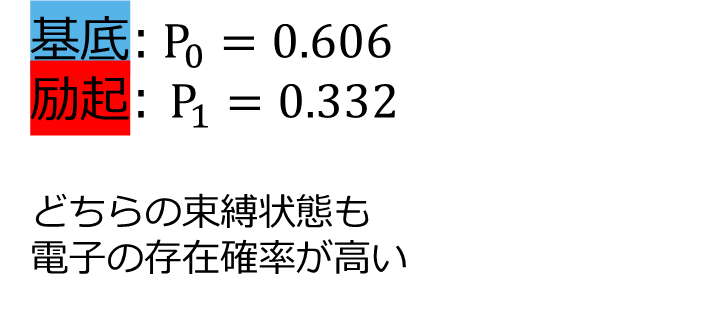 基底: P₀ = 0.606
励起: P₁ = 0.332
どちらの束縛状態も
電子の存在確率が高い